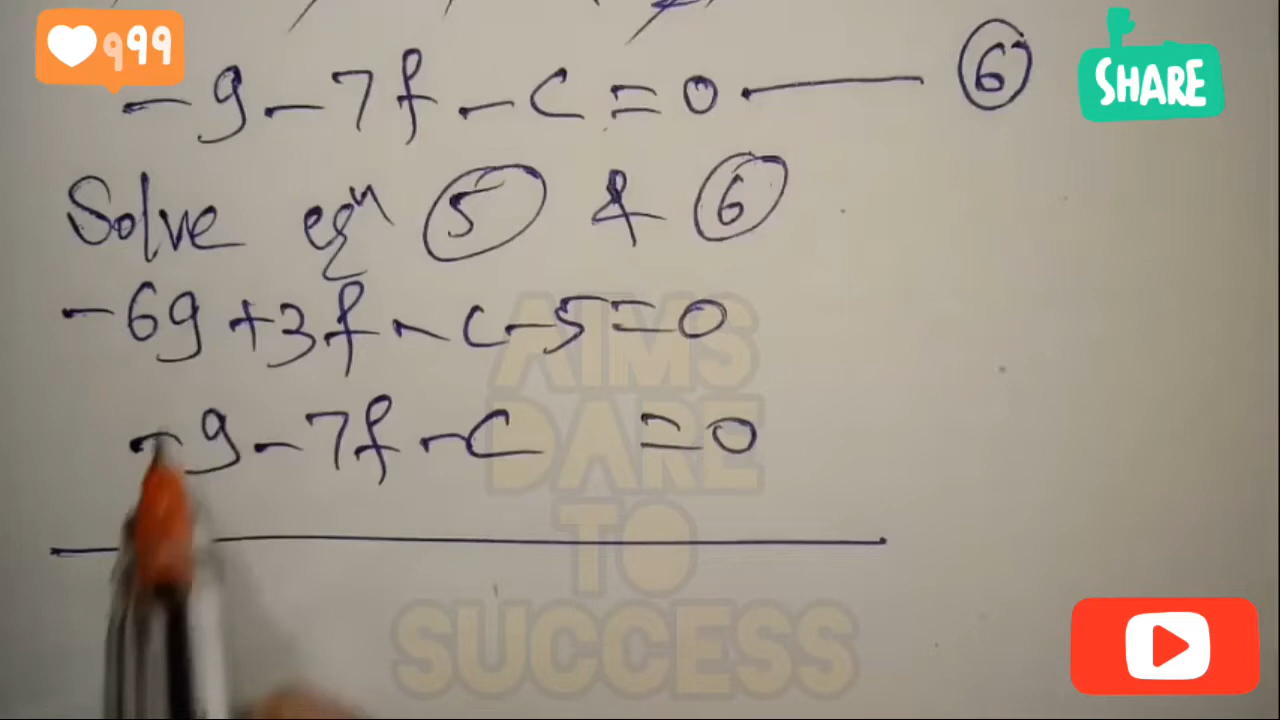 999
SHARE
-g-7f-c=0 —— ⑥
Solve eqⁿ ⑤ & ⑥
-6g+3f-c-5=0
-g-7f-c =0
AIMS
DARE
TO
SUCCESS